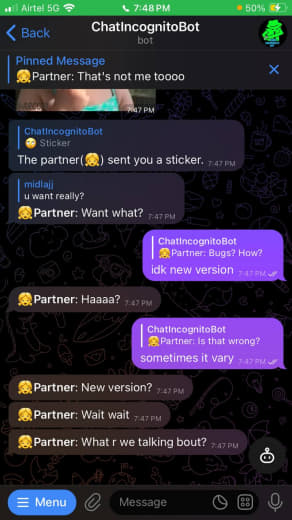 Airtel 5G
7:48 PM
50%
Back
ChatIncognitoBot
bot
Pinned Message
Partner: That's not me toooo
7:47 PM
ChatIncognitoBot
Sticker
The partner( ) sent you a sticker. 7:47 PM
midlajj
u want really?
Partner: Want what? 7:47 PM
ChatIncognitoBot
Partner: Bugs? How?
idk new version 7:47 PM
Partner: Haaaa? 7:47 PM
ChatIncognitoBot
Partner: Is that wrong?
sometimes it vary 7:47 PM
Partner: New version? 7:47 PM
Partner: Wait wait 7:47 PM
Partner: What r we talking bout? 7:47 PM
Menu
Message